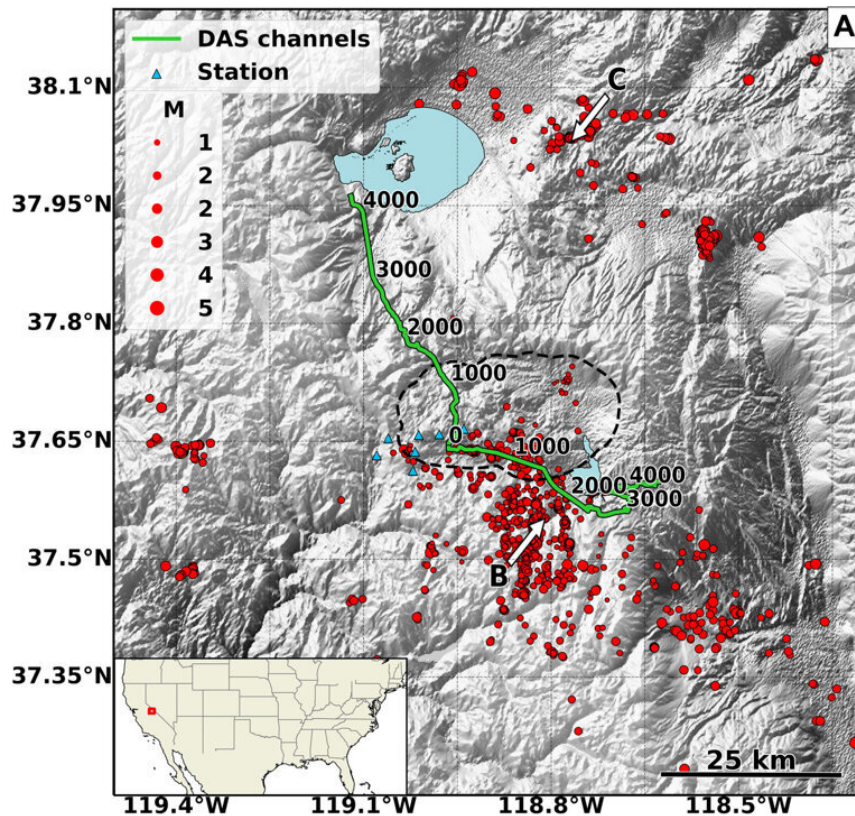 A
DAS channels
Station
M
1
2
2
3
4
5
C
B
4000
3000
2000
1000
0
1000
2000
4000
3000
38.1°N
37.95°N
37.8°N
37.65°N
37.5°N
37.35°N
25 km
119.4°W
119.1°W
118.8°W
118.5°W